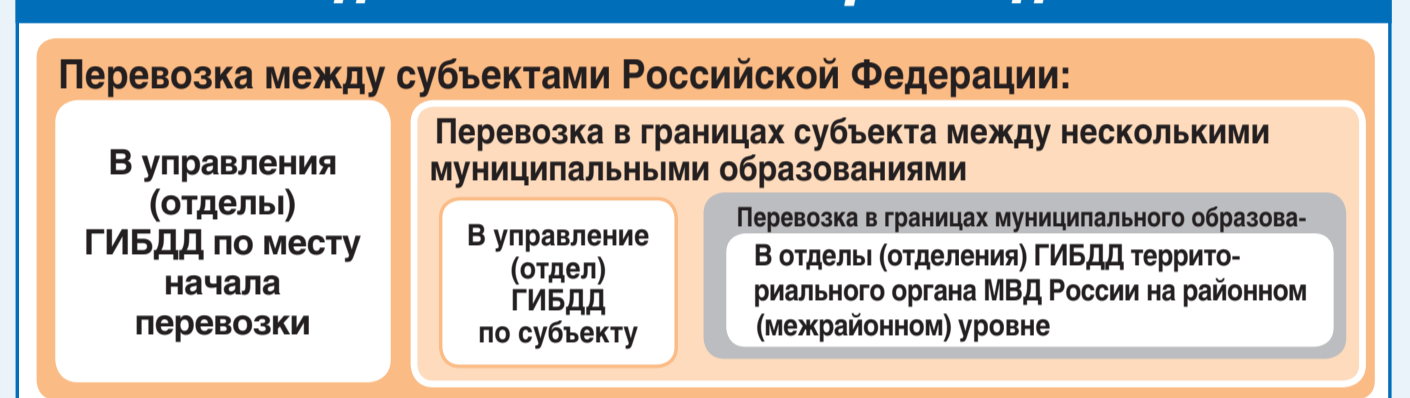 Перевозка между субъектами Российской Федерации:
В управления
(отделы)
ГИБДД по месту
начала
перевозки
Перевозка в границах субъекта между несколькими
муниципальными образованиями
В управление
(отдел)
ГИБДД
по субъекту
Перевозка в границах муниципального образова-
В отделы (отделения) ГИБДД террито-
риального органа МВД России на районном
(межрайонном) уровне